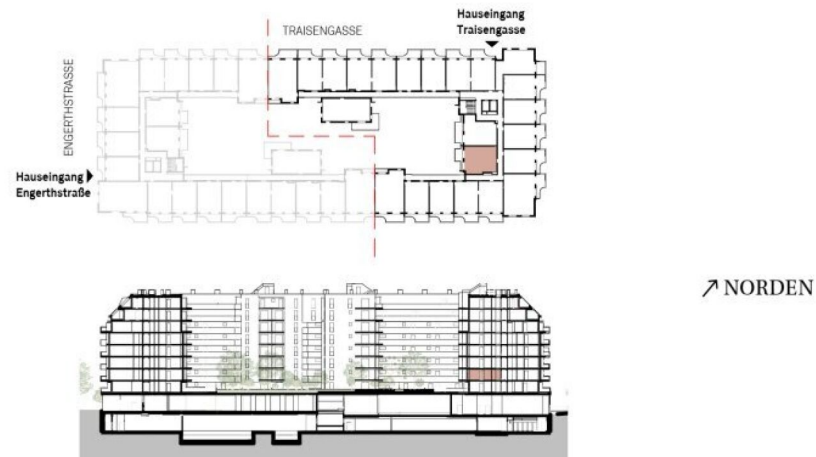 Hauseingang
Traisengasse
TRAISENGASSE
ENGERTHSTRASSE
Hauseingang
Engerthstraße
NORDEN